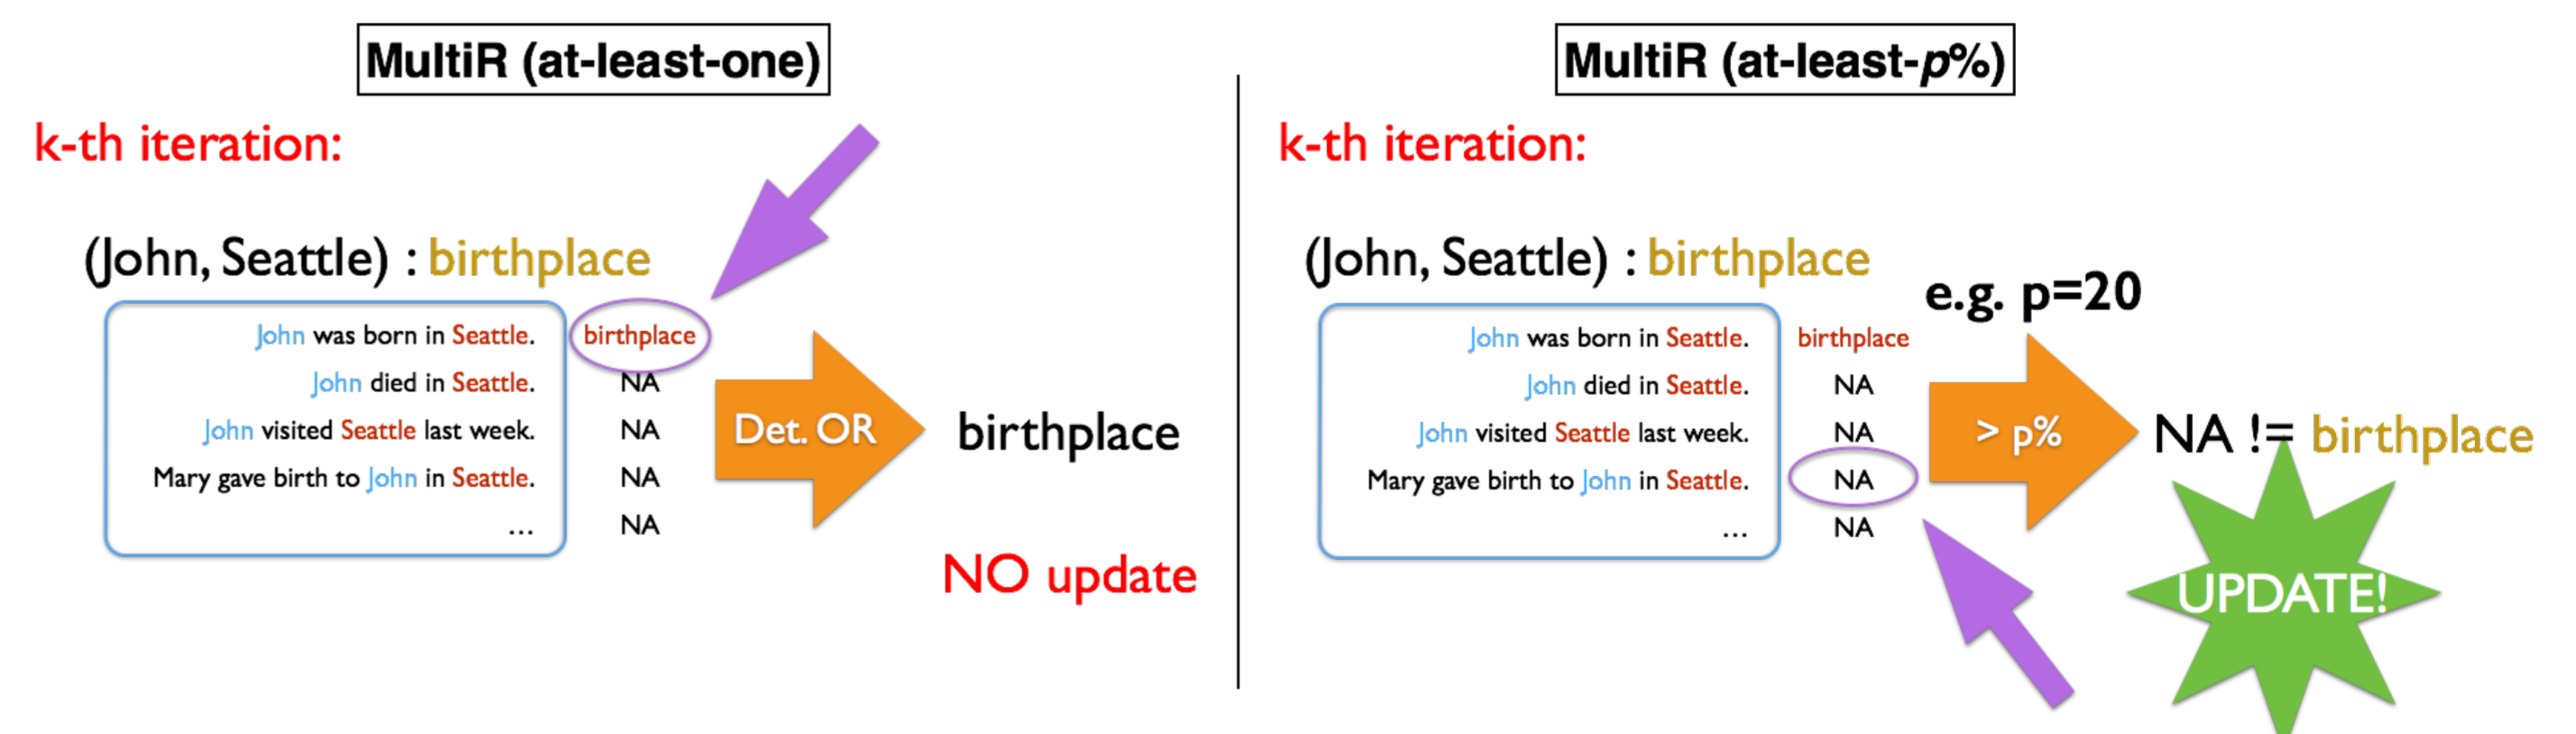 MultiR (at-least-one)
k-th iteration:
(John, Seattle) : birthplace
John was born in Seattle. birthplace
John died in Seattle. NA
John visited Seattle last week. NA
Mary gave birth to John in Seattle. NA
... NA
Det. OR
birthplace
NO update
MultiR (at-least-p%)
k-th iteration:
(John, Seattle) : birthplace
e.g. p=20
John was born in Seattle. birthplace
John died in Seattle. NA
John visited Seattle last week. NA
Mary gave birth to John in Seattle. NA
... NA
> p%
NA != birthplace
UPDATE!